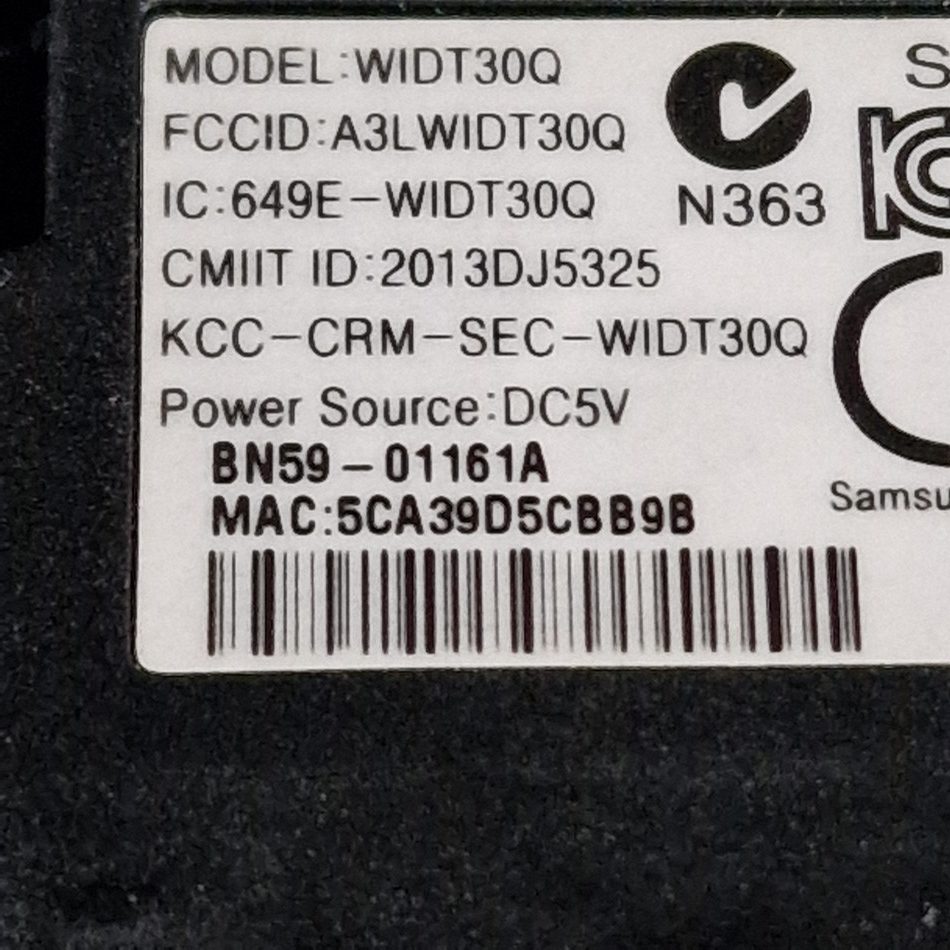 MODEL:WIDT30Q
FCCID:A3LWIDT30Q
IC:649E-WIDT30Q
N363
CMIIT ID:2013DJ5325
KCC-CRM-SEC-WIDT30Q
Power Source:DC5V
BN59-01161A
Samsu
MAC:5CA39D5CBB9B